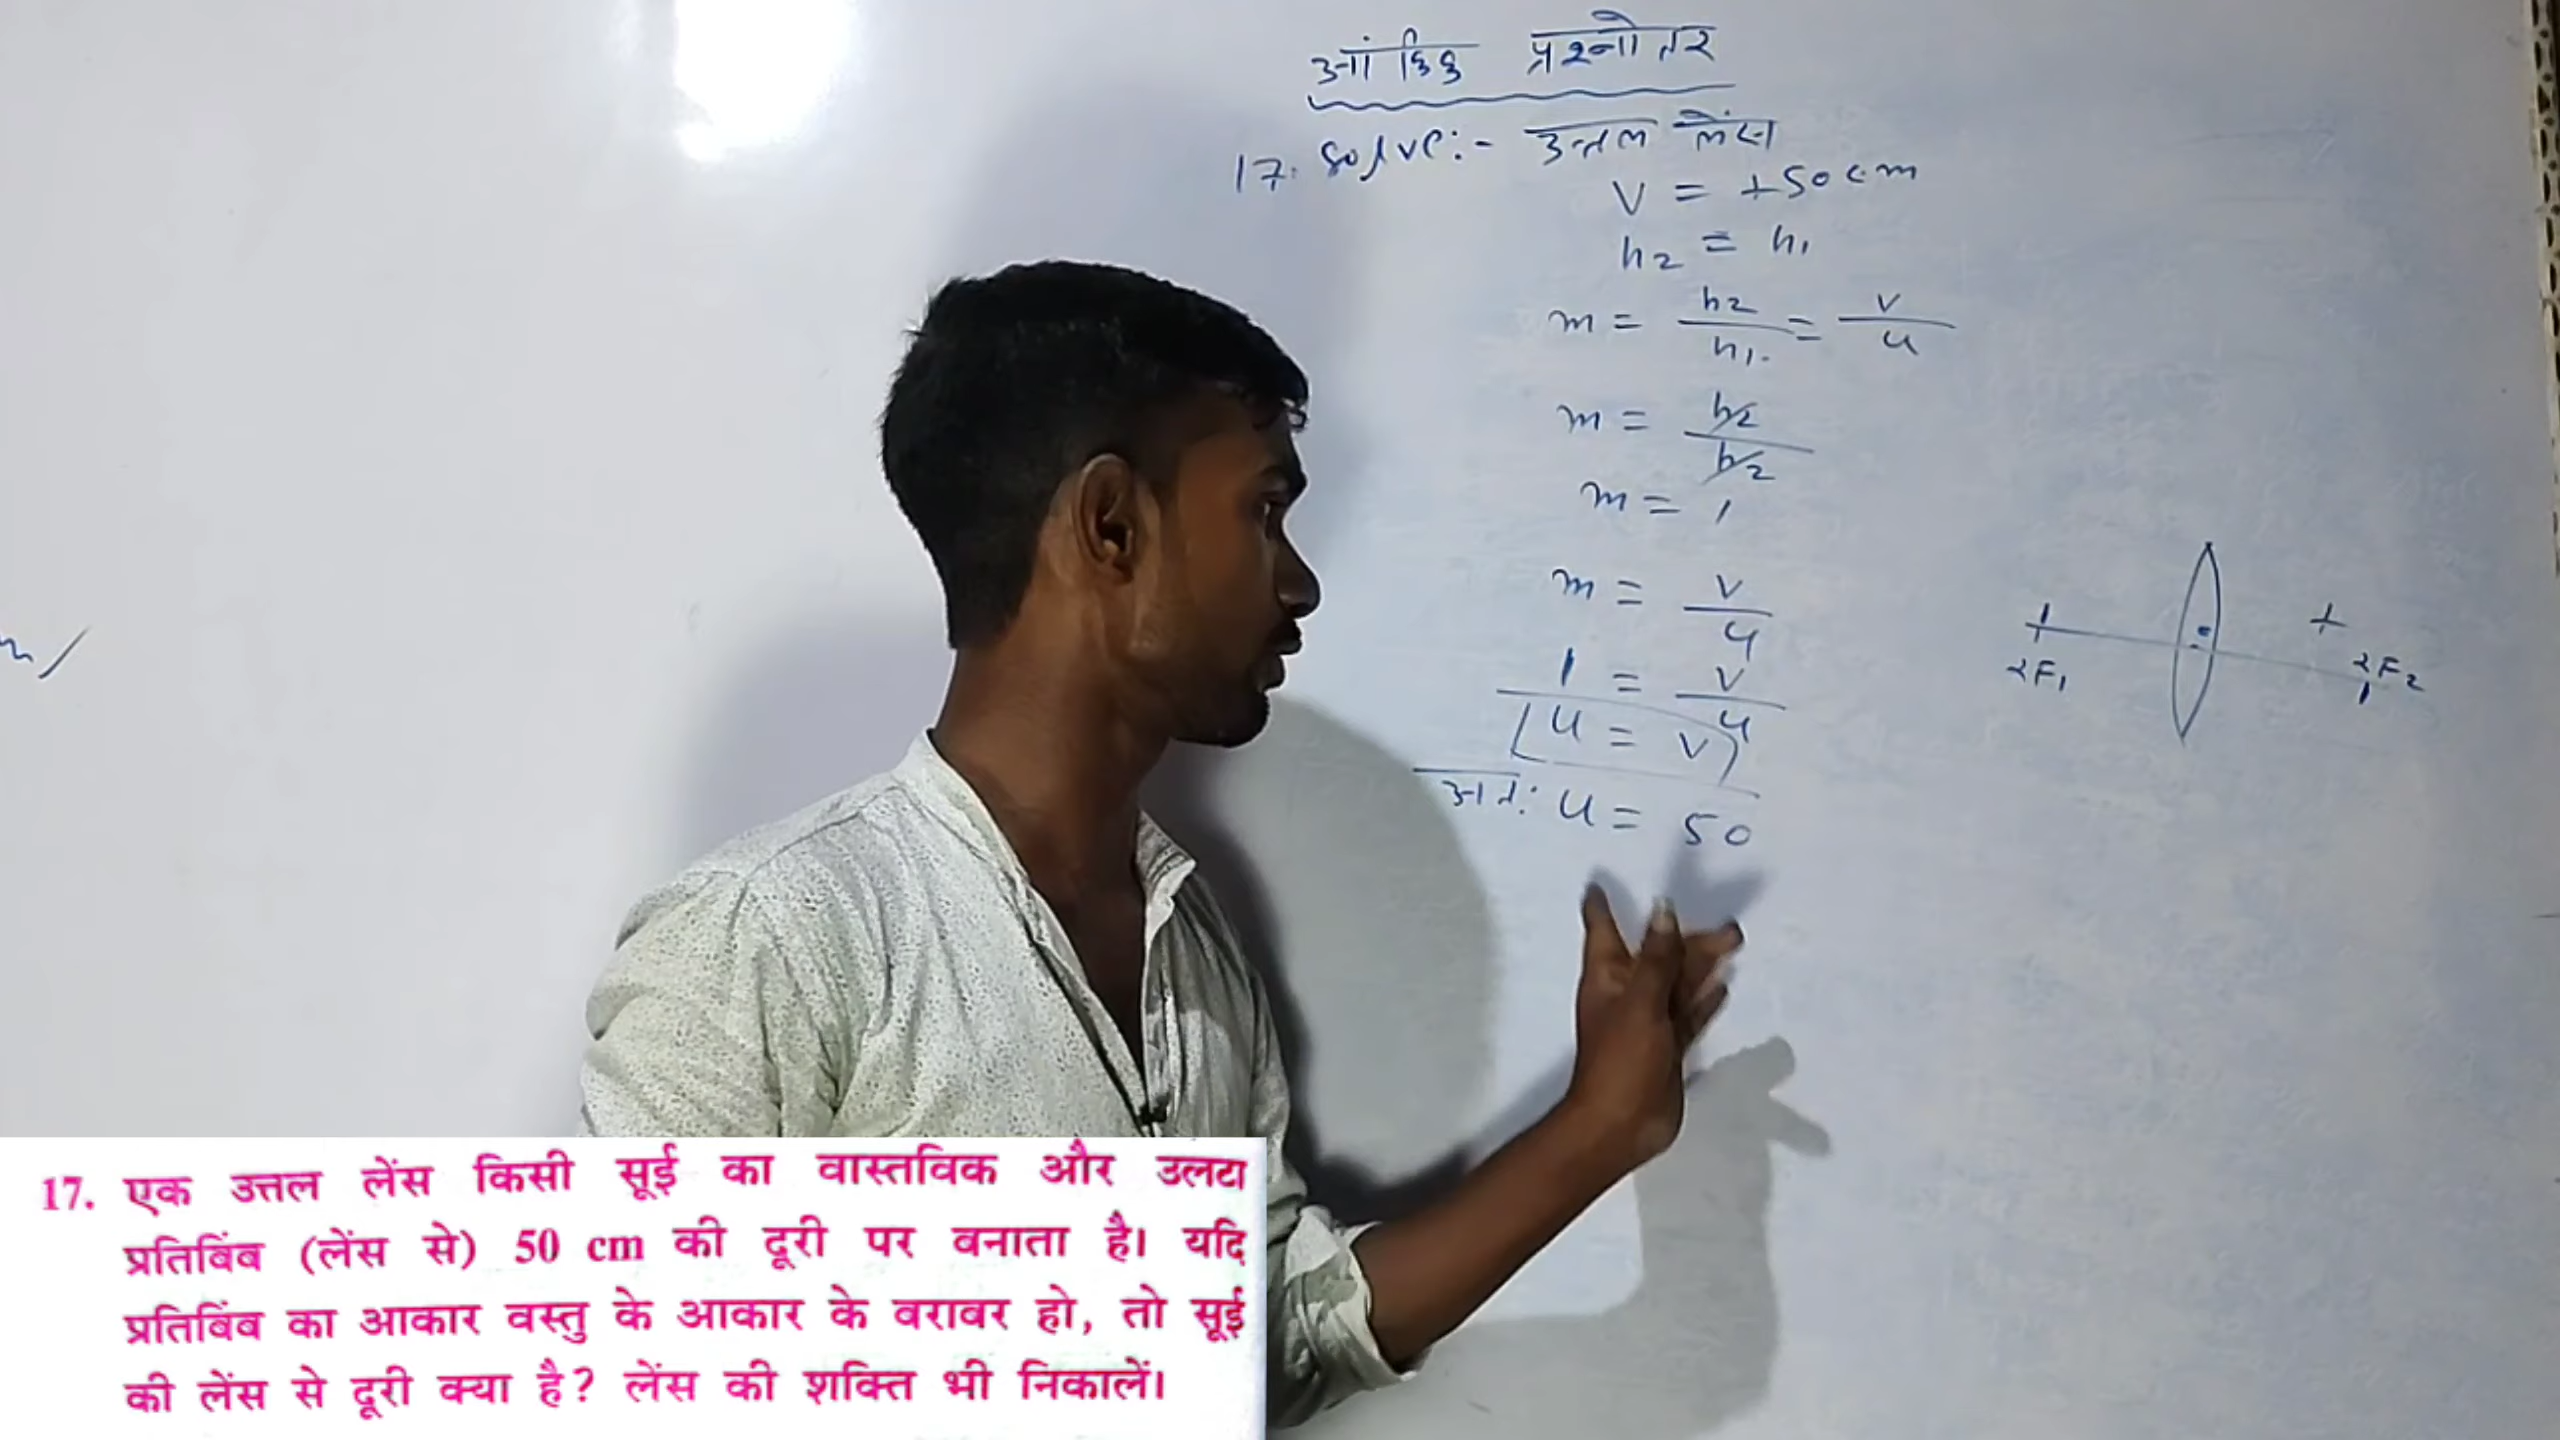 आंकिक प्रश्नोतर
17. Solve:- उत्तल लेंस
V = +50cm
h2 = h1
m = h2/h1 = v/u
m = h2/h2
m = 1
m = v/u
1 = v/u
u = v
अत: u = 50
2F1
2F2
17. एक उत्तल लेंस किसी सूई का वास्तविक और उलटा
प्रतिबिंब (लेंस से) 50 cm की दूरी पर बनाता है। यदि
प्रतिबिंब का आकार वस्तु के आकार के बराबर हो, तो सूई
की लेंस से दूरी क्या है? लेंस की शक्ति भी निकालें।